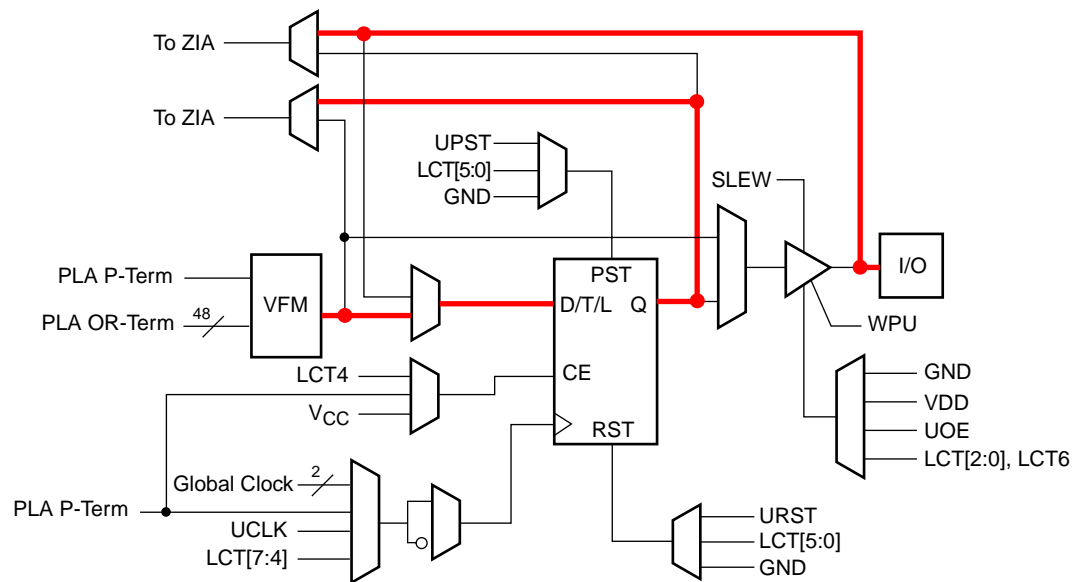 To ZIA
To ZIA
UPST
LCT[5:0]
GND
SLEW
PLA P-Term
VFM
PST
I/O
D/T/L Q
PLA OR-Term
48
WPU
LCT4
CE
GND
VCC
VDD
RST
UOE
LCT[2:0], LCT6
Global Clock
2
PLA P-Term
UCLK
LCT[7:4]
URST
LCT[5:0]
GND